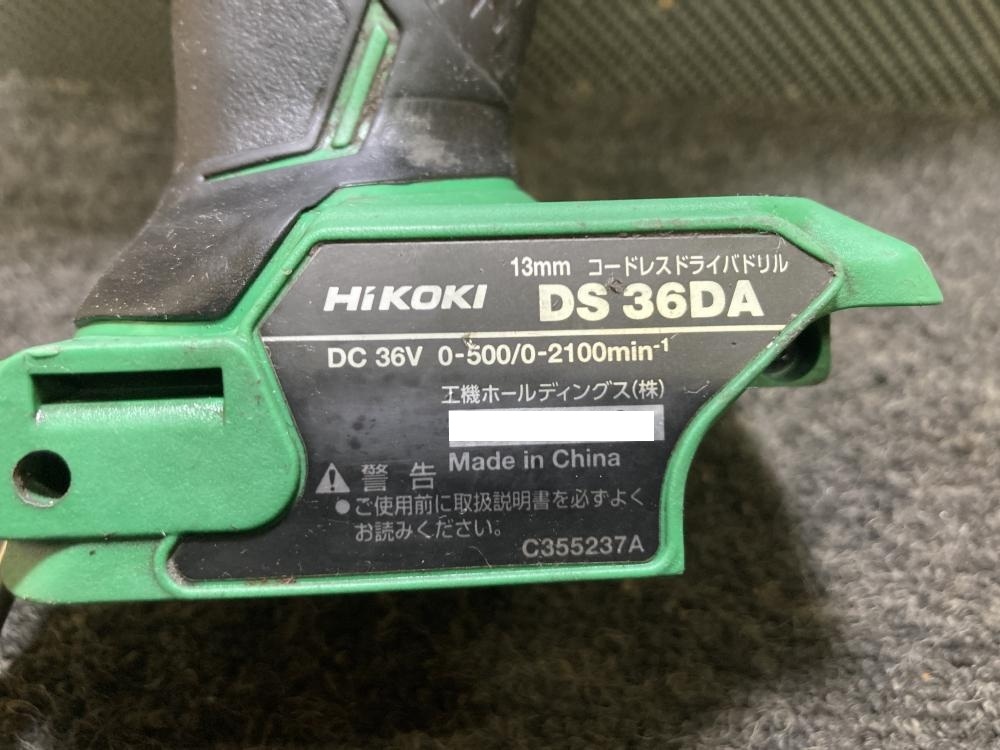 13mm コードレスドライバドリル
HiKOKI DS 36DA
DC 36V 0-500/0-2100min-1
工機ホールディングス(株)
Made in China
警告
●ご使用前に取扱説明書を必ずよく
お読みください。
C355237A